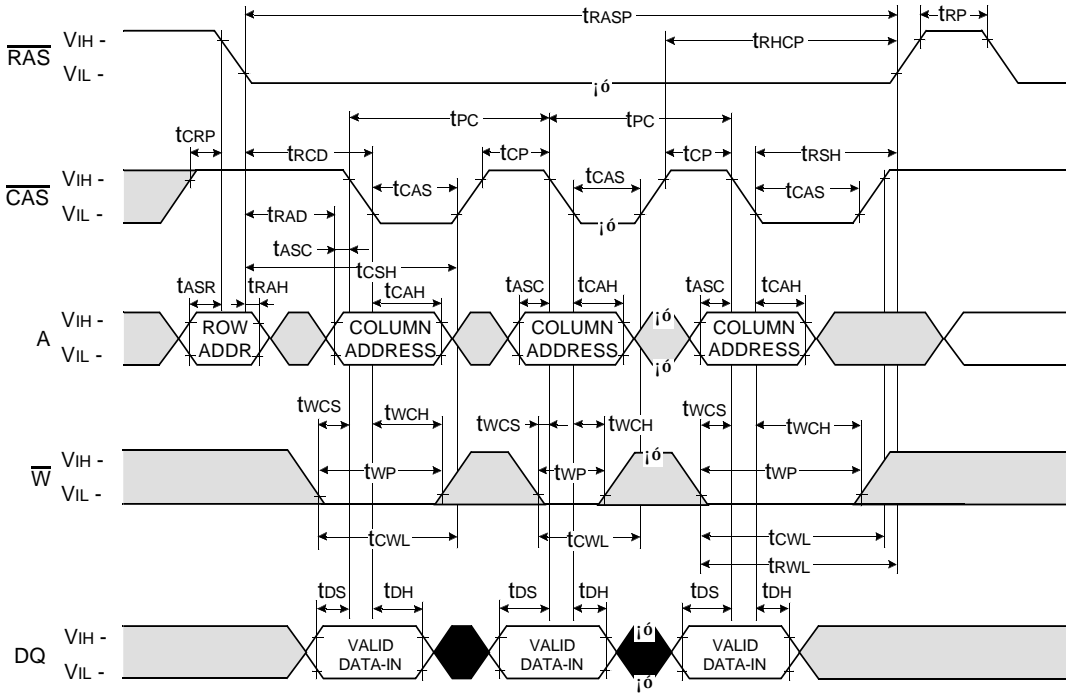 tRASP tRP
RAS VIH - tRHCP
VIL - ¡ó
tPC tPC
tCRP tRCD tCP tCP tRSH
CAS VIH - tCAS tCAS tCAS
VIL - ¡ó
tRAD
tASC
tCSH
tASR tRAH tCAH tASC tCAH tASC tCAH
A VIH - ROW COLUMN COLUMN ¡ó COLUMN
VIL - ADDR. ADDRESS ADDRESS ¡ó ADDRESS
tWCS tWCH tWCS tWCH tWCS tWCH
W VIH - tWP tWP ¡ó tWP
VIL -
tCWL tCWL tCWL
tRWL
tDS tDH tDS tDH tDS tDH
DQ VIH - VALID VALID ¡ó VALID
VIL - DATA-IN DATA-IN ¡ó DATA-IN